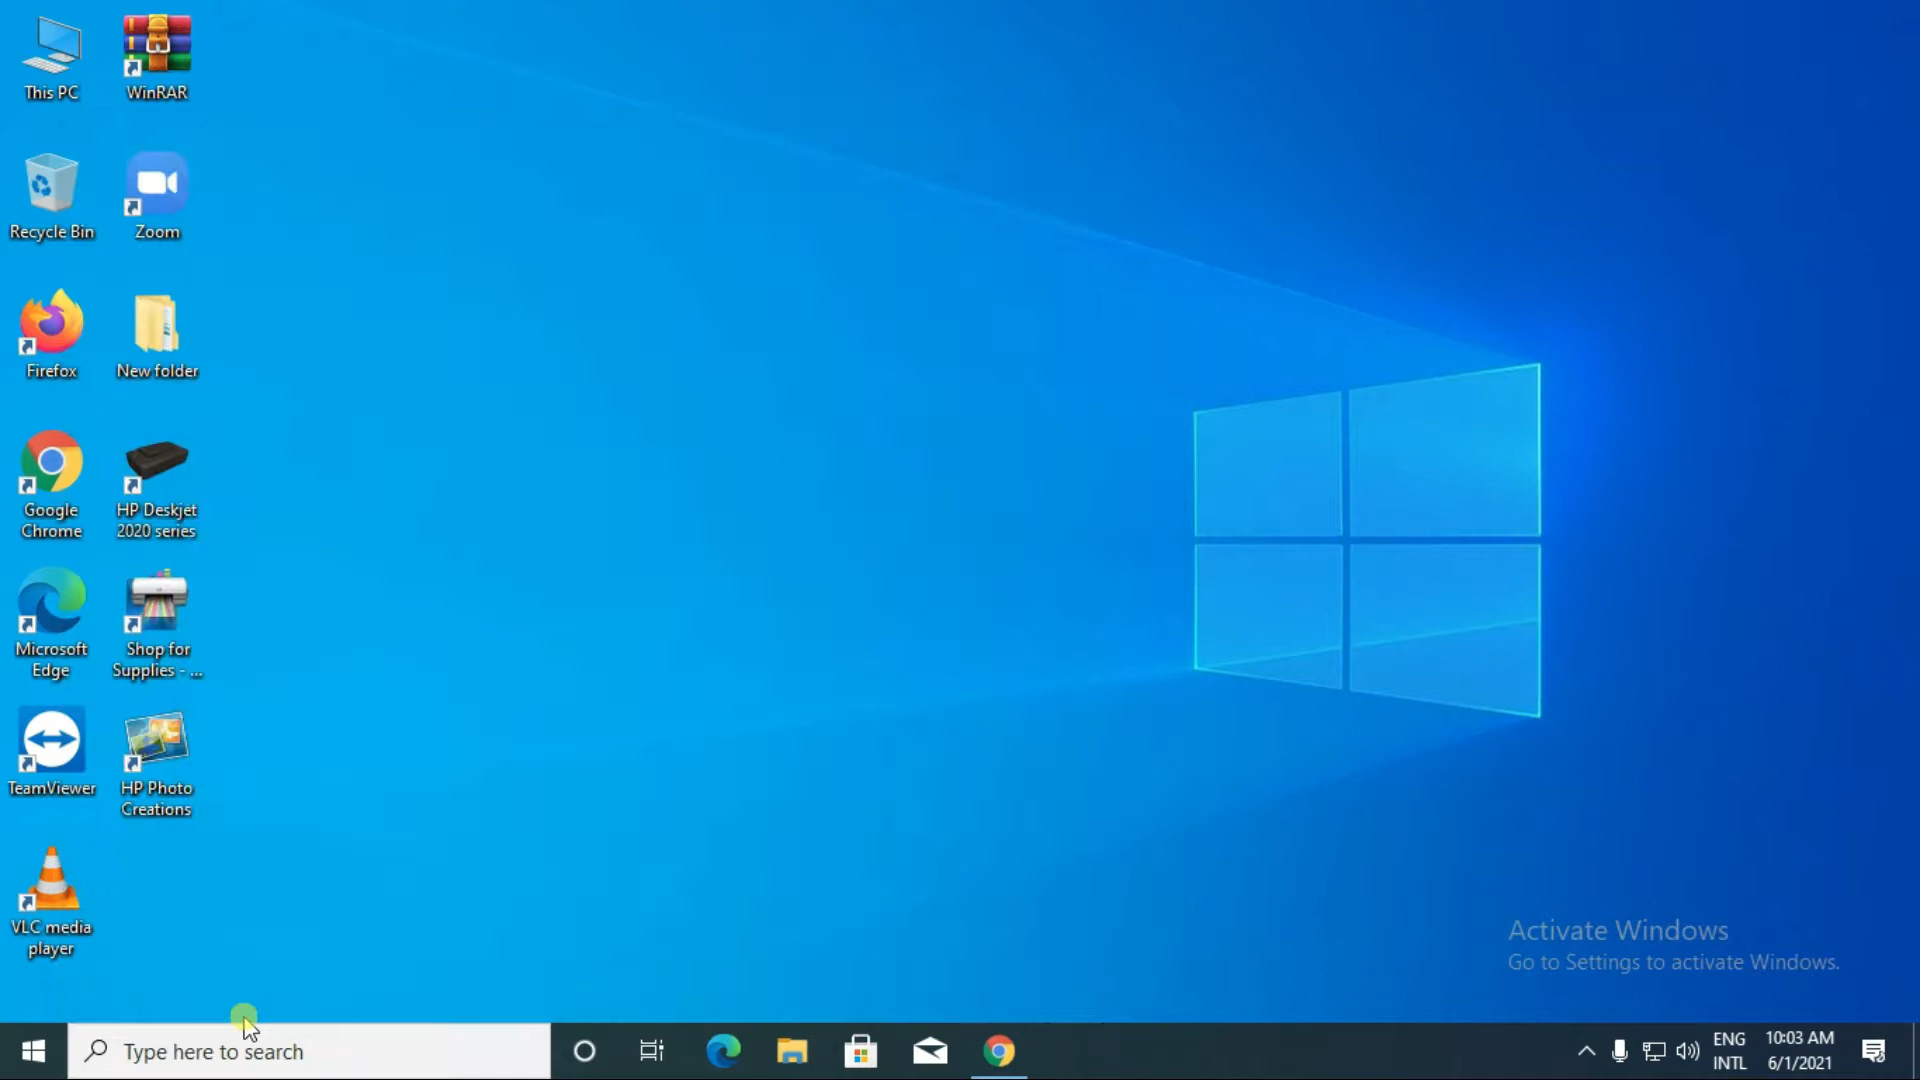 This PC
WinRAR
Recycle Bin
Zoom
Firefox
New folder
Google
Chrome
HP Deskjet
2020 series
Microsoft
Edge
Shop for
Supplies - ...
TeamViewer
HP Photo
Creations
VLC media
player
Activate Windows
Go to Settings to activate Windows.
Type here to search
ENG
INTL
10:03 AM
6/1/2021